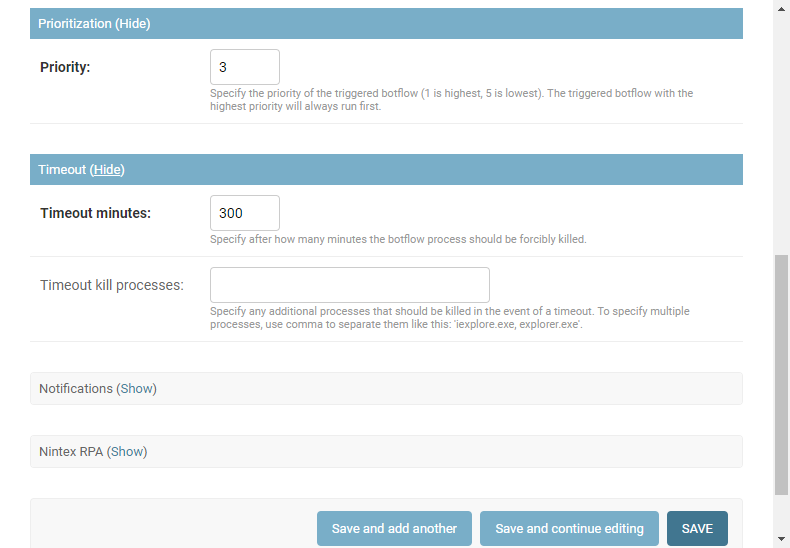 Prioritization (Hide)
Priority:
3
Specify the priority of the triggered botflow (1 is highest, 5 is lowest). The triggered botflow with the
highest priority will always run first.
Timeout (Hide)
Timeout minutes:
300
Specify after how many minutes the botflow process should be forcibly killed.
Timeout kill processes:
Specify any additional processes that should be killed in the event of a timeout. To specify multiple
processes, use comma to separate them like this: 'iexplore.exe, explorer.exe'.
Notifications (Show)
Nintex RPA (Show)
Save and add another
Save and continue editing
SAVE